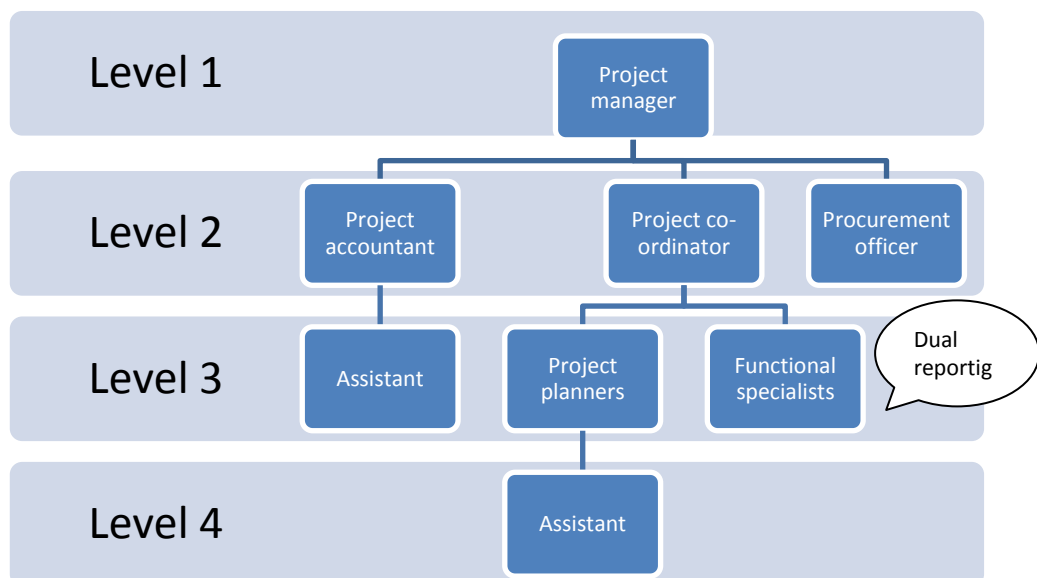 Level 1
Project
manager
Level 2
Project
accountant
Project co-
ordinator
Procurement
officer
Level 3
Assistant
Project
planners
Functional
specialists
Dual
reportig
Level 4
Assistant